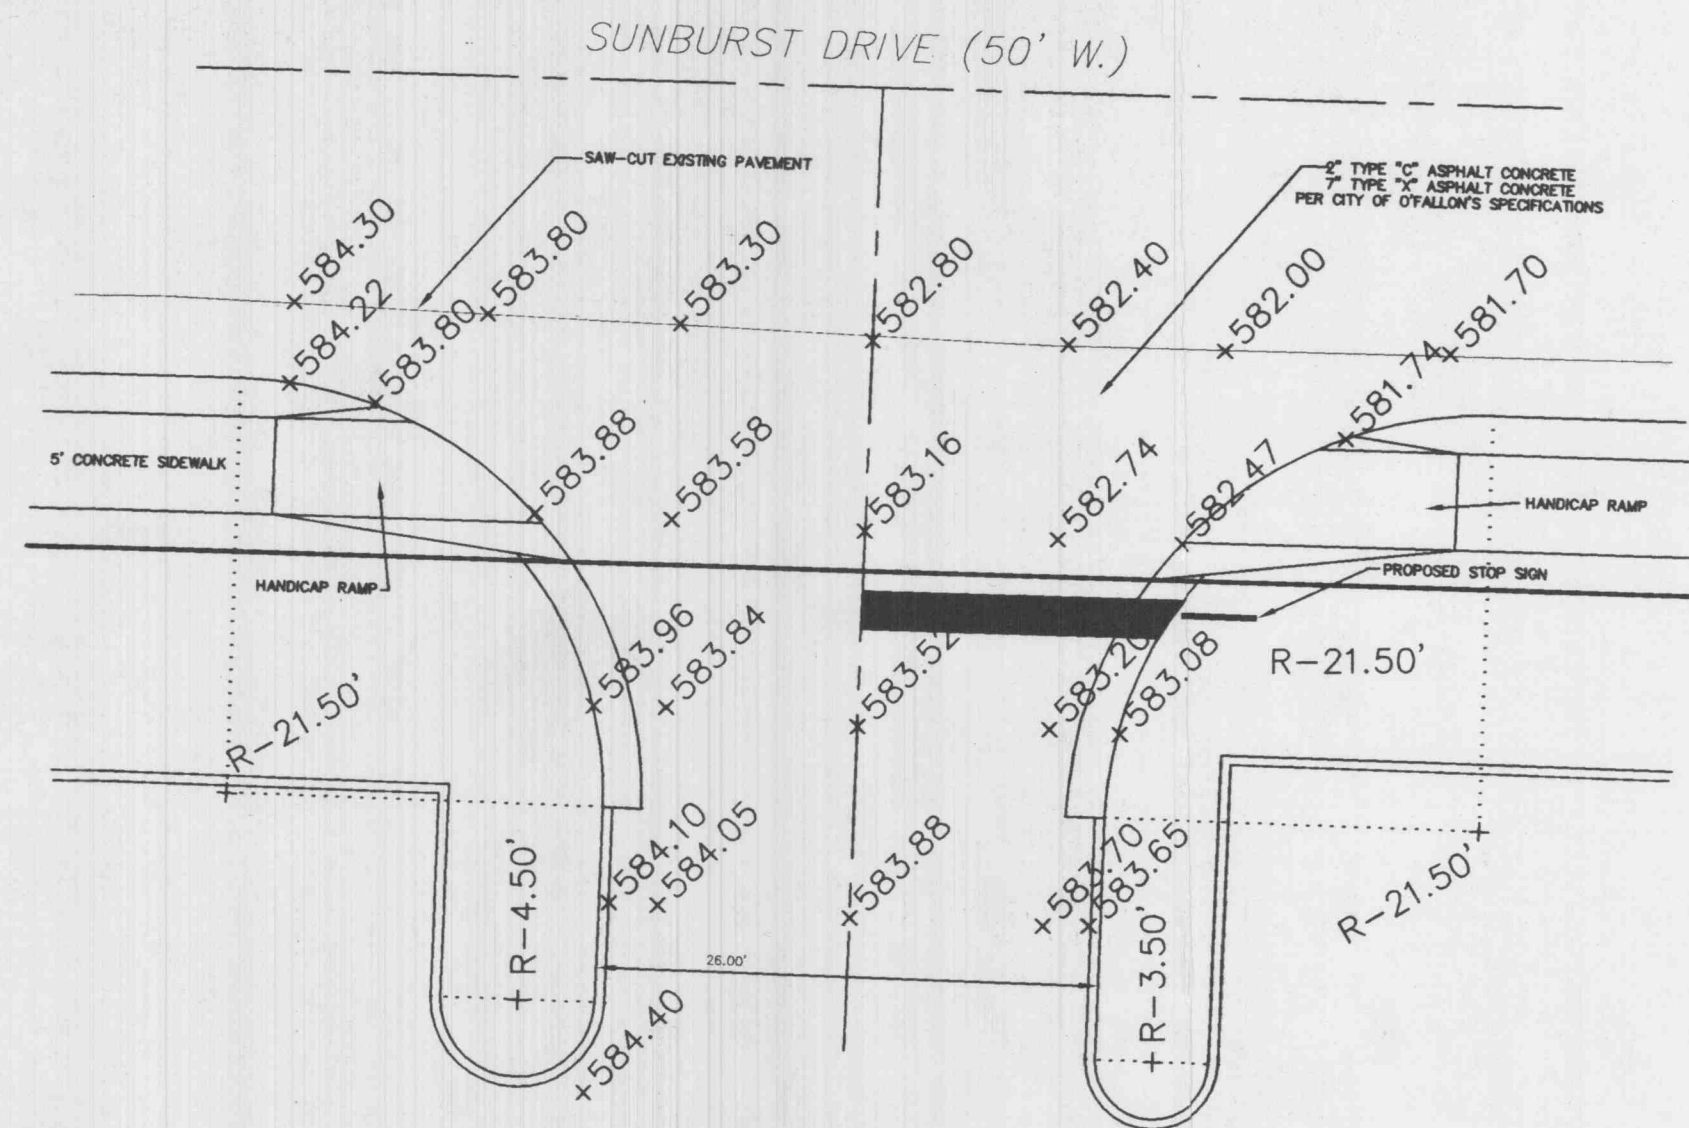 SUNBURST DRIVE (50' W.)
SAW-CUT EXISTING PAVEMENT
2" TYPE "C" ASPHALT CONCRETE
7" TYPE "X" ASPHALT CONCRETE
PER CITY OF O'FALLON'S SPECIFICATIONS
584.30
583.80
583.30
582.80
582.40
582.00
581.70
584.22
583.80
581.74
5' CONCRETE SIDEWALK
583.88
583.58
583.16
582.74
582.47
HANDICAP RAMP
HANDICAP RAMP
PROPOSED STOP SIGN
583.96
583.84
583.52
583.20
583.08
R-21.50'
R-21.50'
584.10
584.05
583.88
583.70
583.65
R-4.50'
R-3.50'
R-21.50'
26.00'
584.40